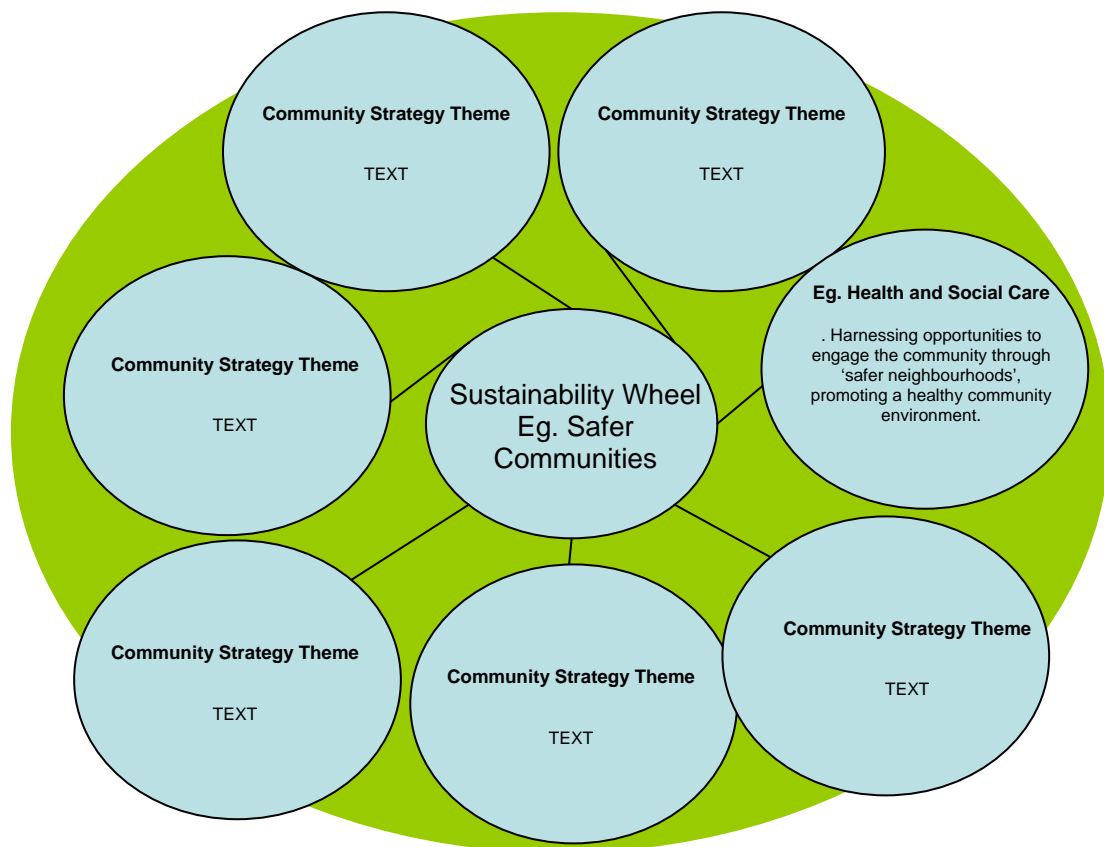 Community Strategy Theme
TEXT
Community Strategy Theme
TEXT
Eg. Health and Social Care
. Harnessing opportunities to
engage the community through
‘safer neighbourhoods’,
promoting a healthy community
environment.
Community Strategy Theme
TEXT
Sustainability Wheel
Eg. Safer
Communities
Community Strategy Theme
TEXT
Community Strategy Theme
TEXT
Community Strategy Theme
TEXT